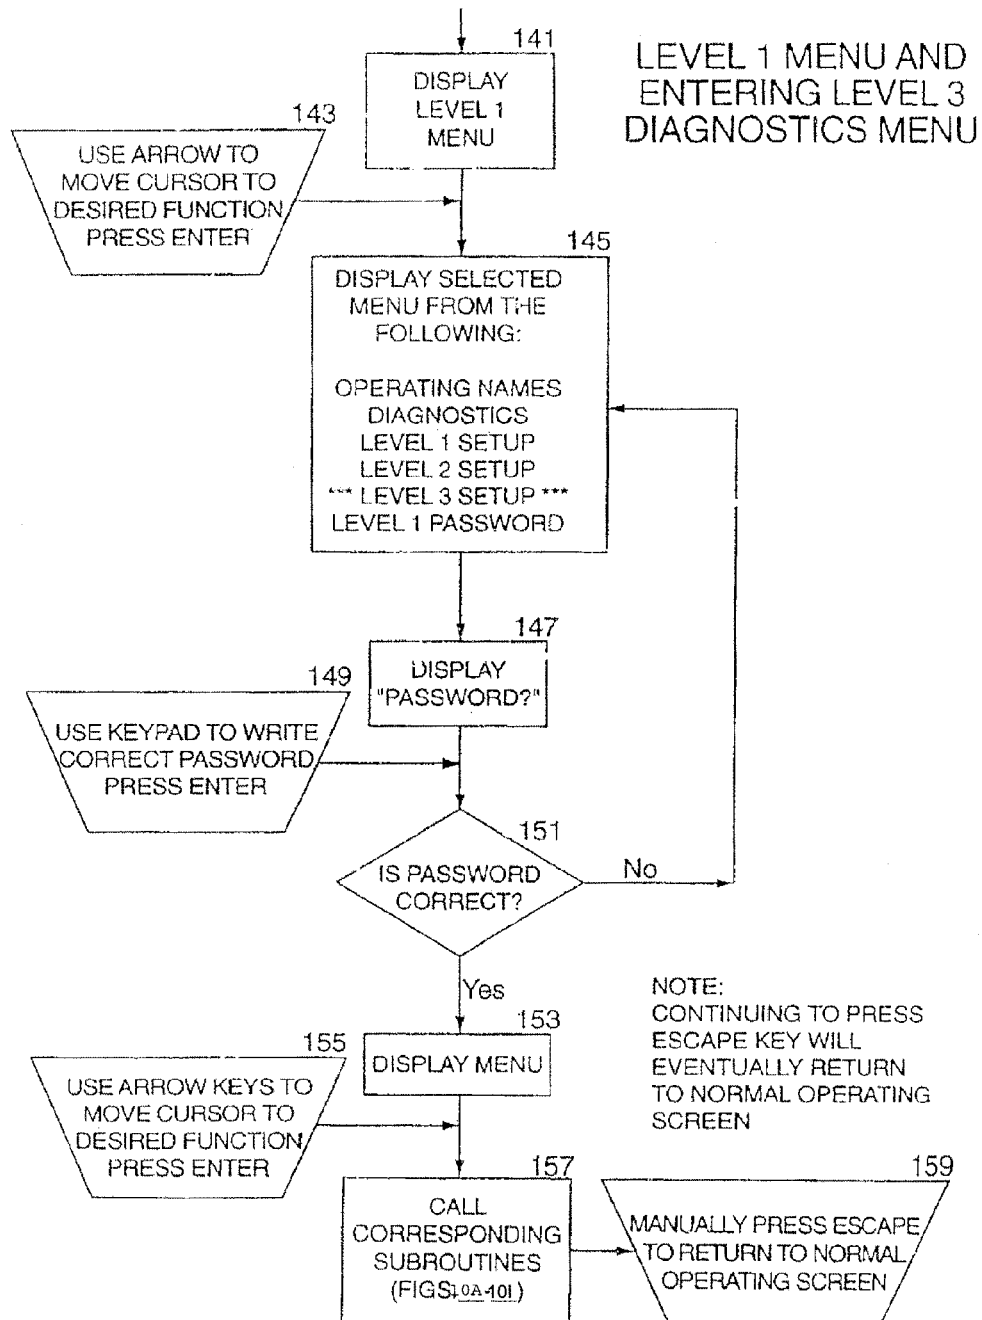 LEVEL 1 MENU AND
ENTERING LEVEL 3
DIAGNOSTICS MENU
141
DISPLAY
LEVEL 1
MENU
143
USE ARROW TO
MOVE CURSOR TO
DESIRED FUNCTION
PRESS ENTER
145
DISPLAY SELECTED
MENU FROM THE
FOLLOWING:
OPERATING NAMES
DIAGNOSTICS
LEVEL 1 SETUP
LEVEL 2 SETUP
*** LEVEL 3 SETUP ***
LEVEL 1 PASSWORD
147
DISPLAY
"PASSWORD?"
149
USE KEYPAD TO WRITE
CORRECT PASSWORD
PRESS ENTER
151
IS PASSWORD
CORRECT?
No
Yes
153
DISPLAY MENU
155
USE ARROW KEYS TO
MOVE CURSOR TO
DESIRED FUNCTION
PRESS ENTER
NOTE:
CONTINUING TO PRESS
ESCAPE KEY WILL
EVENTUALLY RETURN
TO NORMAL OPERATING
SCREEN
157
CALL
CORRESPONDING
SUBROUTINES
(FIGS 10A-10I)
159
MANUALLY PRESS ESCAPE
TO RETURN TO NORMAL
OPERATING SCREEN